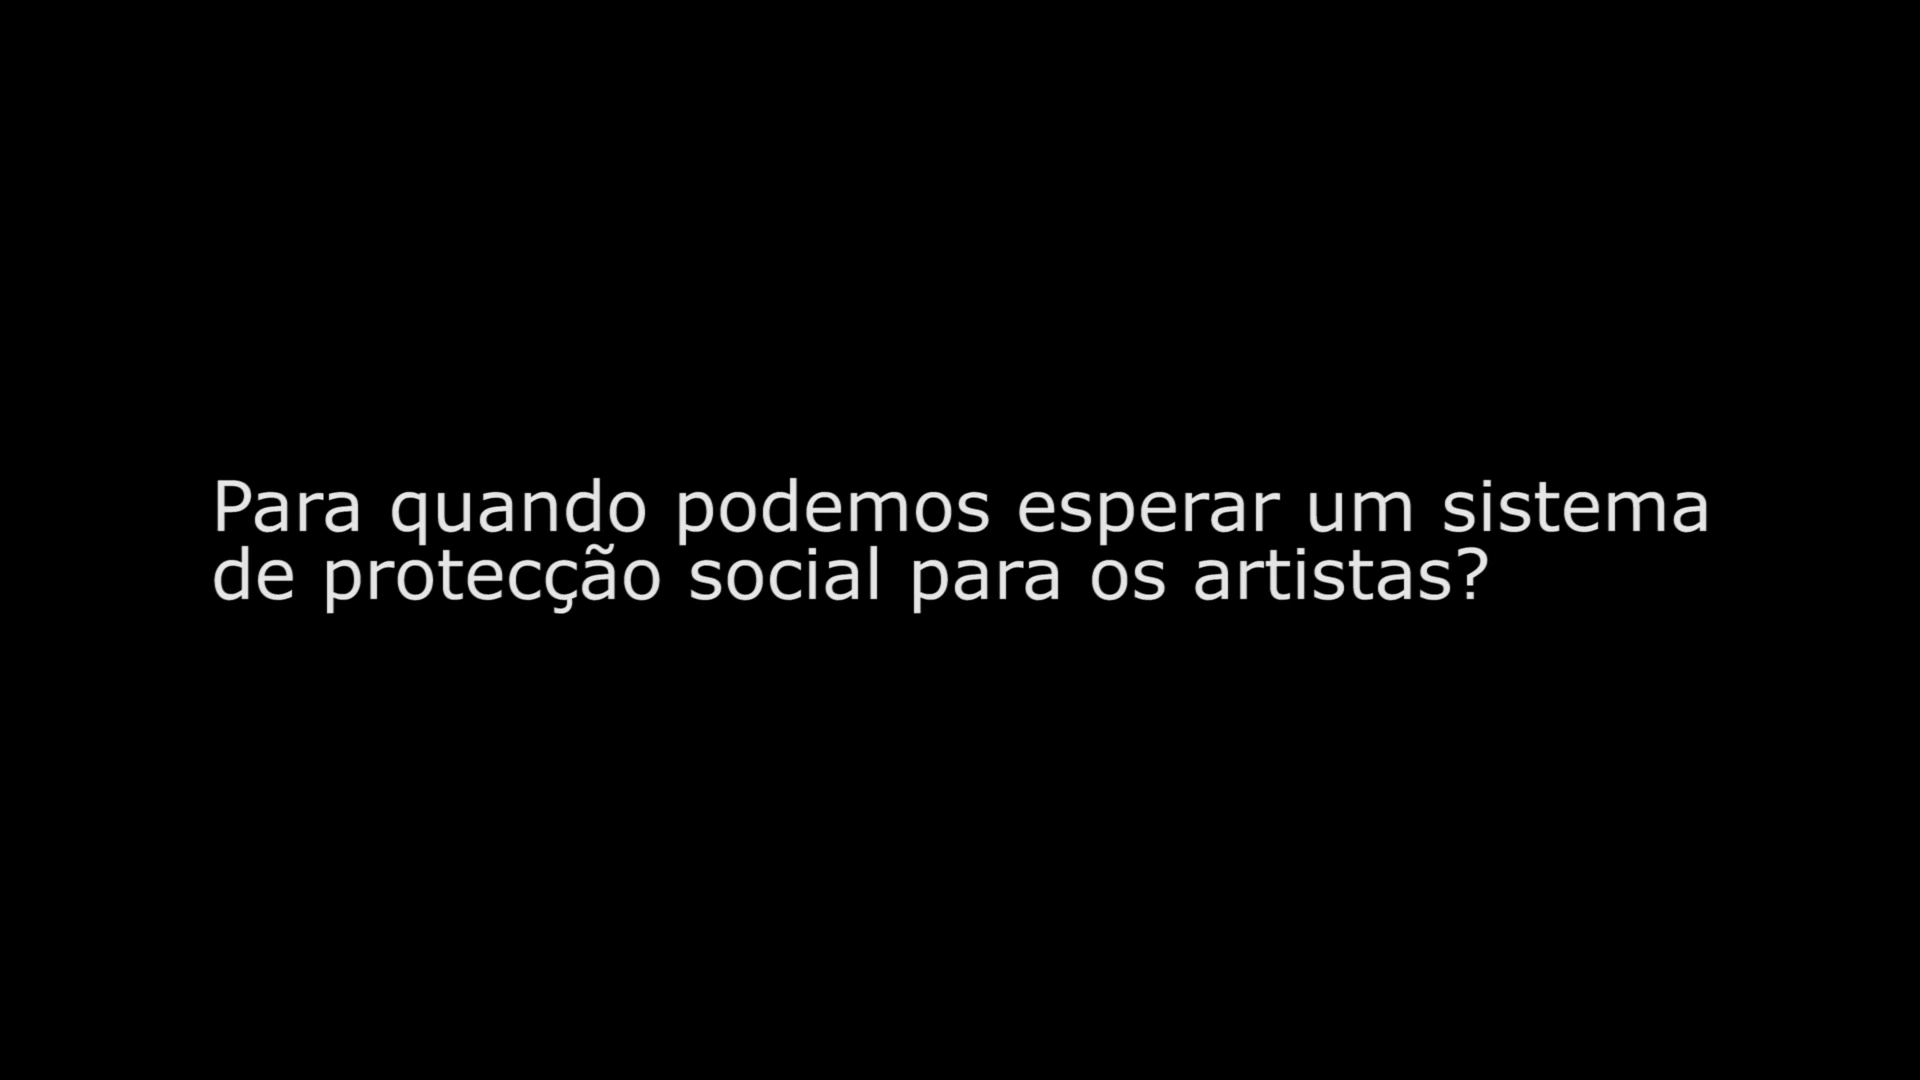 Para quando podemos esperar um sistema
de protecção social para os artistas?